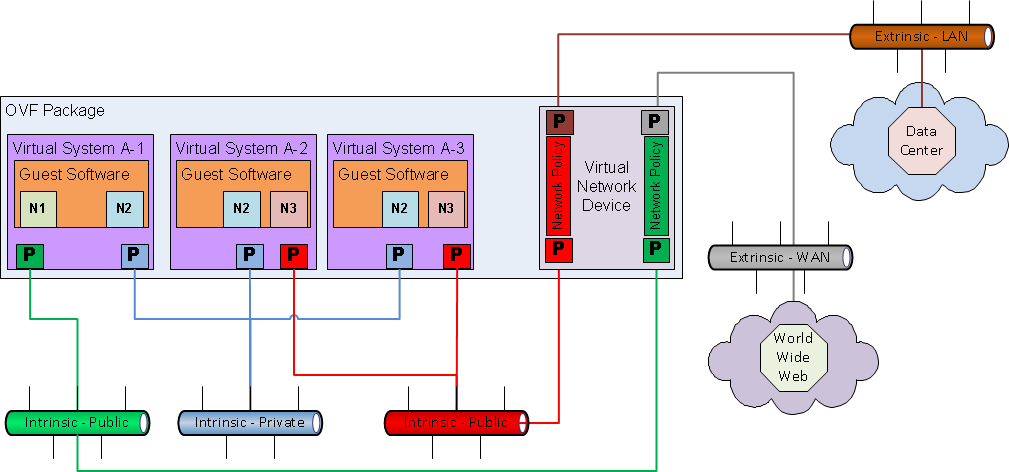 Extrinsic - LAN
OVF Package
Data
Center
Virtual System A-1
Guest Software
N1
N2
P
P
Virtual System A-2
Guest Software
N2
N3
P
P
Virtual System A-3
Guest Software
N2
N3
P
P
P
P
Network Policy
Virtual
Network
Device
Network Policy
P
P
Extrinsic - WAN
World
Wide
Web
Intrinsic - Public
Intrinsic - Private
Intrinsic - Public